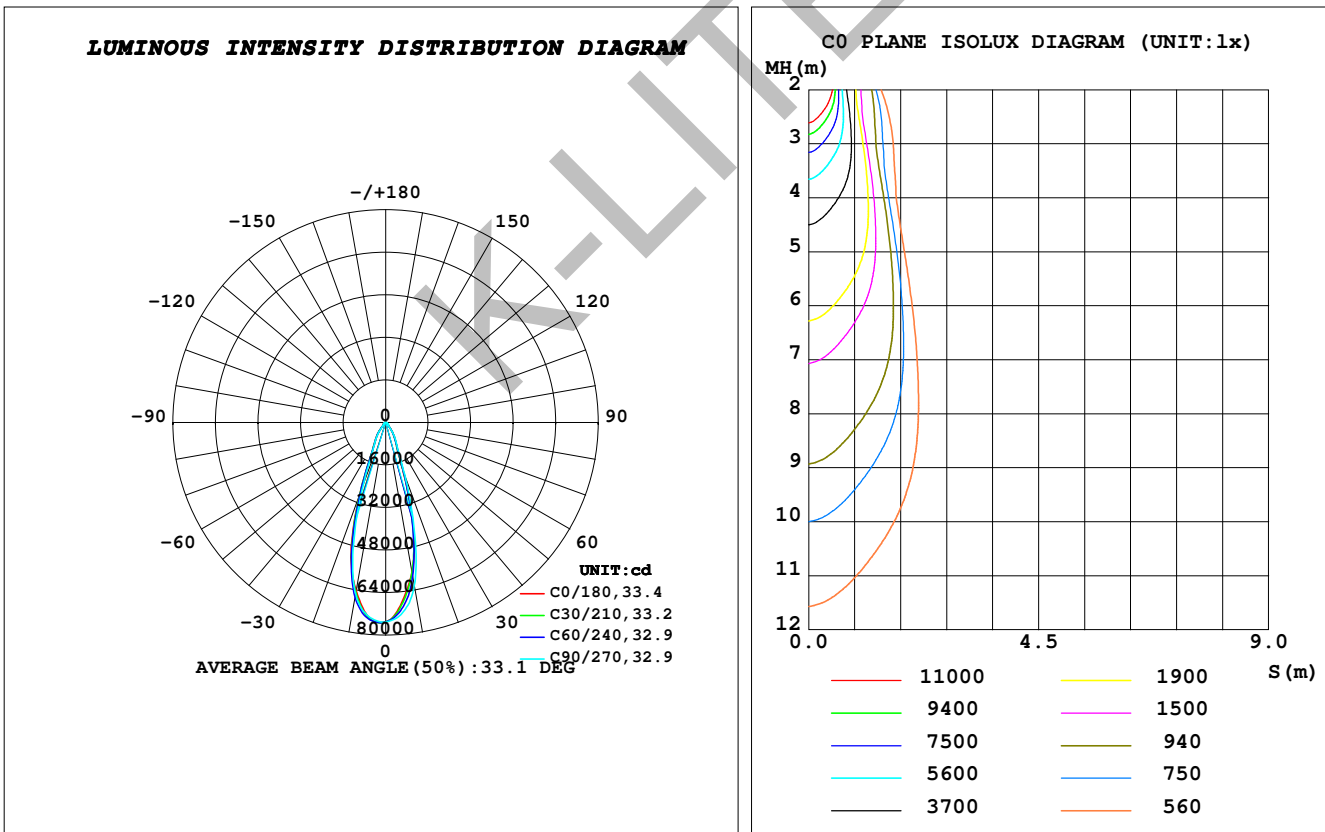 LUMINOUS INTENSITY DISTRIBUTION DIAGRAM
-/+180
-150
150
-120
120
-90
90
-60
60
-30
30
0
0
16000
32000
48000
64000
80000
UNIT:cd
C0/180,33.4
C30/210,33.2
C60/240,32.9
C90/270,32.9
AVERAGE BEAM ANGLE(50%):33.1 DEG
K-LITE
C0 PLANE ISOLUX DIAGRAM (UNIT:lx)
MH(m)
2
3
4
5
6
7
8
9
10
11
12
0.0 4.5 9.0
S(m)
11000 1900
9400 1500
7500 940
5600 750
3700 560